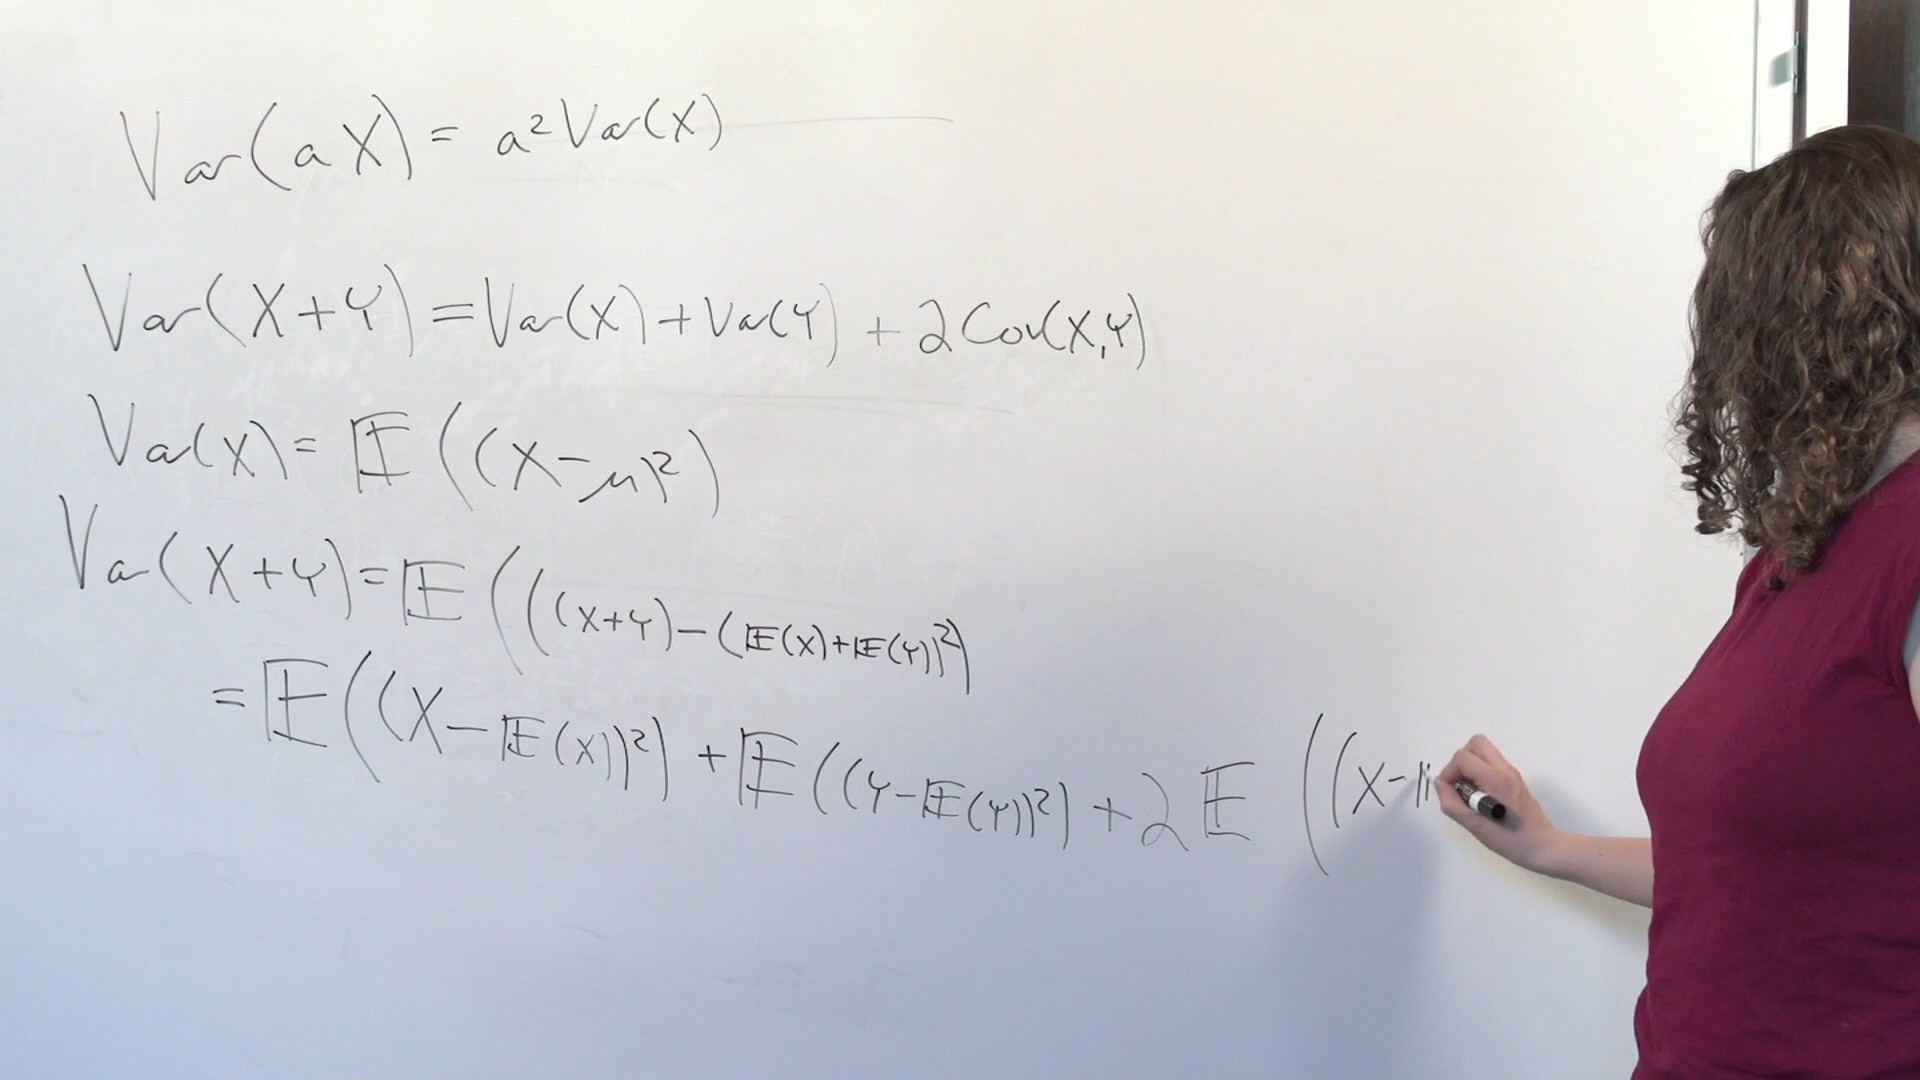 Var(aX) = a²Var(X)
Var(X+Y) = Var(X) + Var(Y) + 2Cov(X,Y)
Var(X) = 𝔼((X-μ)²)
Var(X+Y) = 𝔼(((X+Y)-(𝔼(X)+𝔼(Y))²)
= 𝔼((X-𝔼(X))²) + 𝔼((Y-𝔼(Y))²) + 2𝔼((X-